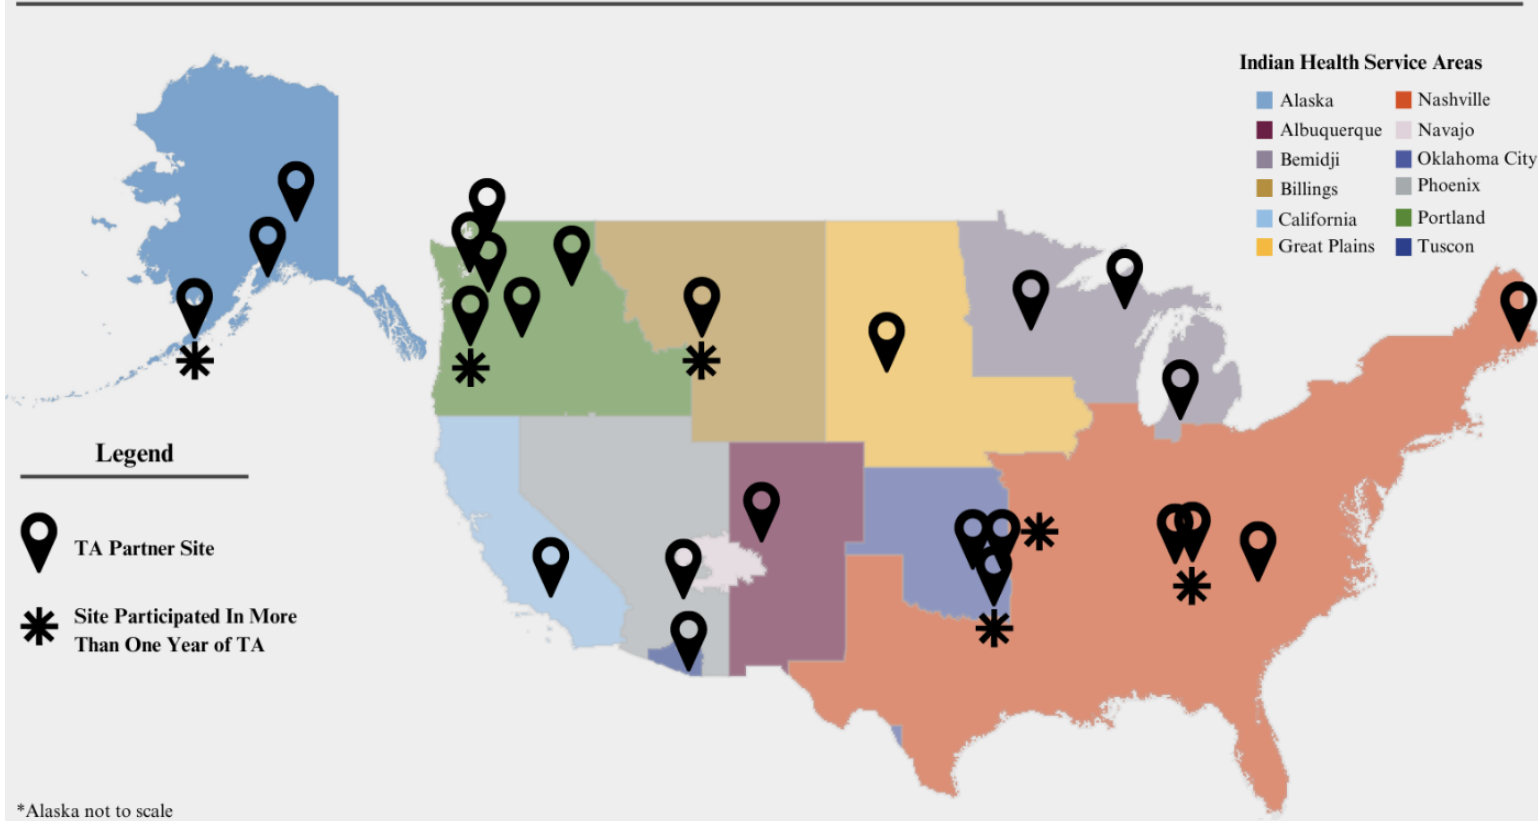 Indian Health Service Areas
Alaska
Albuquerque
Bemidji
Billings
California
Great Plains
Nashville
Navajo
Oklahoma City
Phoenix
Portland
Tuscon
Legend
TA Partner Site
Site Participated In More
Than One Year of TA
*Alaska not to scale